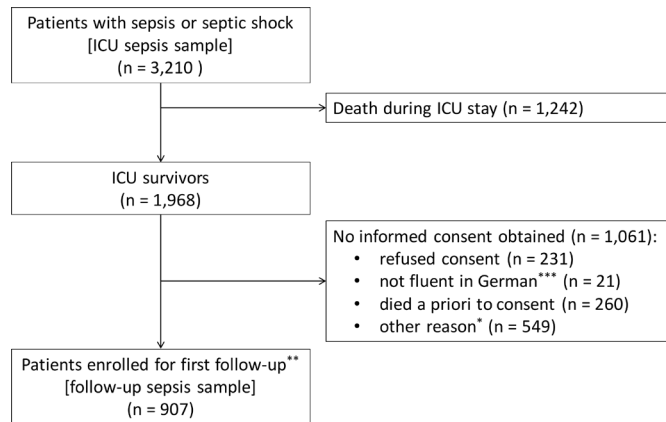 Patients with sepsis or septic shock
[ICU sepsis sample]
(n = 3,210 )
Death during ICU stay (n = 1,242)
ICU survivors
(n = 1,968)
No informed consent obtained (n = 1,061):
• refused consent (n = 231)
• not fluent in German*** (n = 21)
• died a priori to consent (n = 260)
• other reason* (n = 549)
Patients enrolled for first follow-up**
[follow-up sepsis sample]
(n = 907)